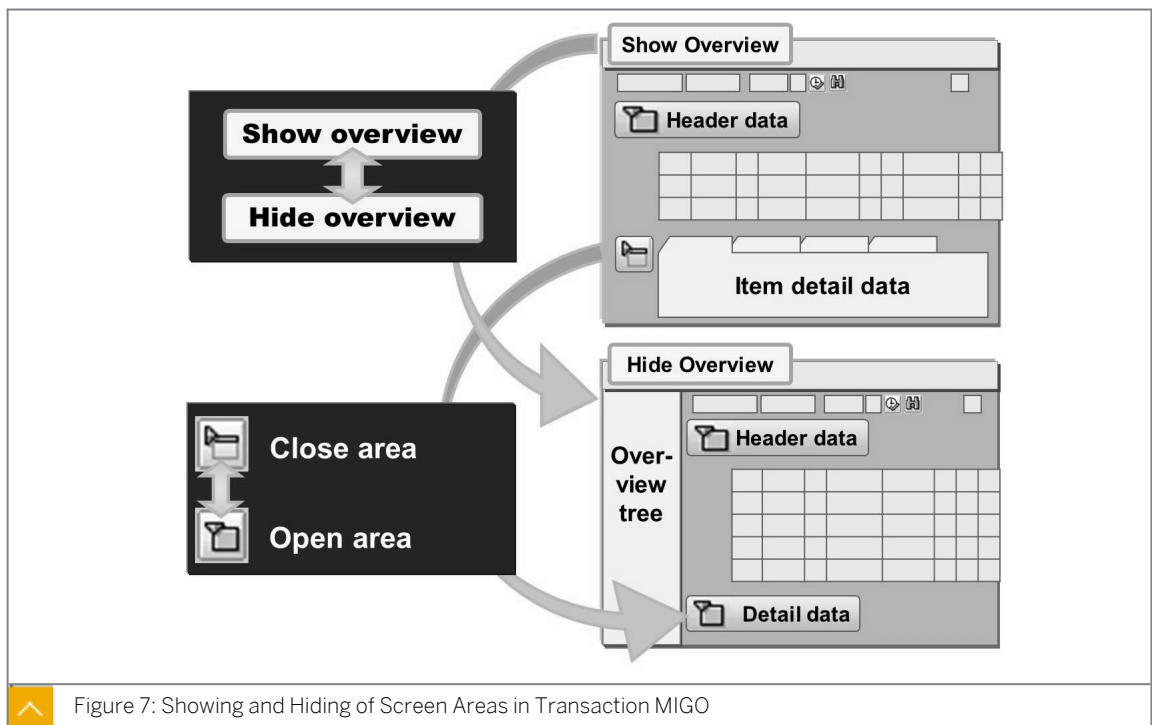 Show Overview
Header data
Show overview
Hide overview
Item detail data
Hide Overview
Header data
Over-
view
tree
Close area
Open area
Detail data
Figure 7: Showing and Hiding of Screen Areas in Transaction MIGO